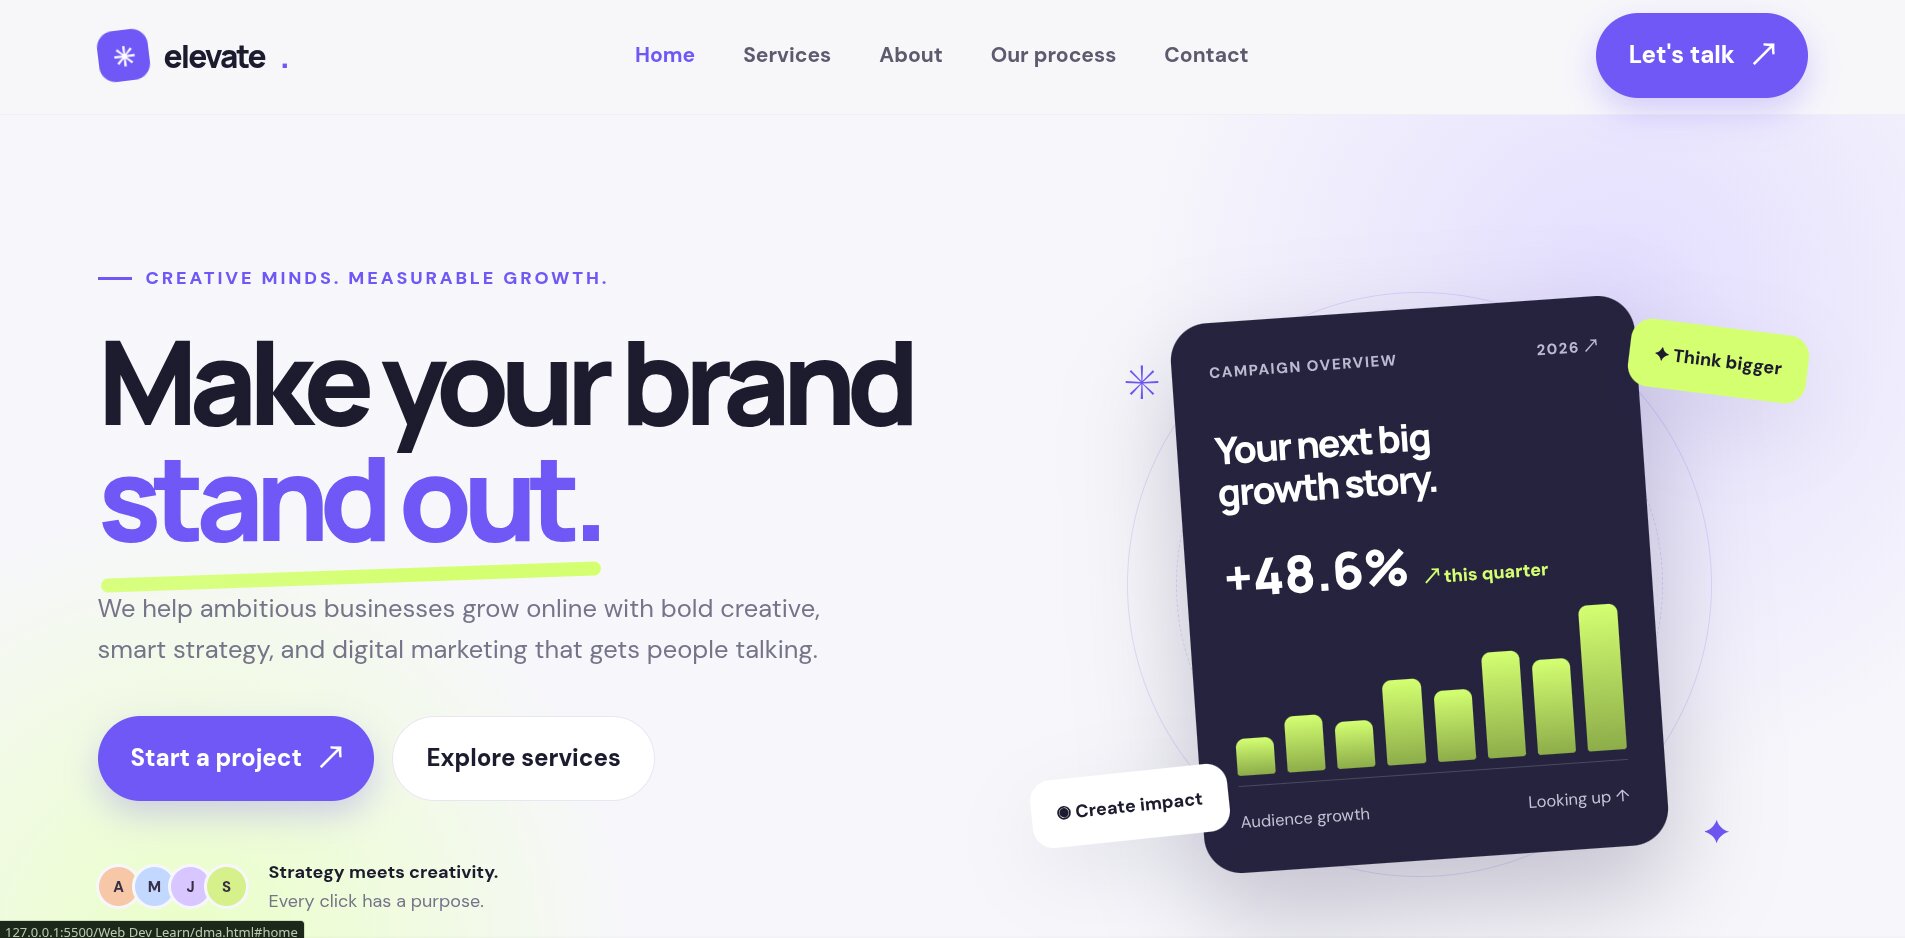 elevate .
Home Services About Our process Contact
Let's talk ↗
CREATIVE MINDS. MEASURABLE GROWTH.
Make your brand
stand out.
We help ambitious businesses grow online with bold creative,
smart strategy, and digital marketing that gets people talking.
Start a project ↗ Explore services
A M J S
Strategy meets creativity.
Every click has a purpose.
CAMPAIGN OVERVIEW 2026 ↗
✦ Think bigger
Your next big
growth story.
+48.6% ↗ this quarter
◉ Create impact
Audience growth Looking up ↑
127.0.0.1:5500/Web Dev Learn/dma.html#home